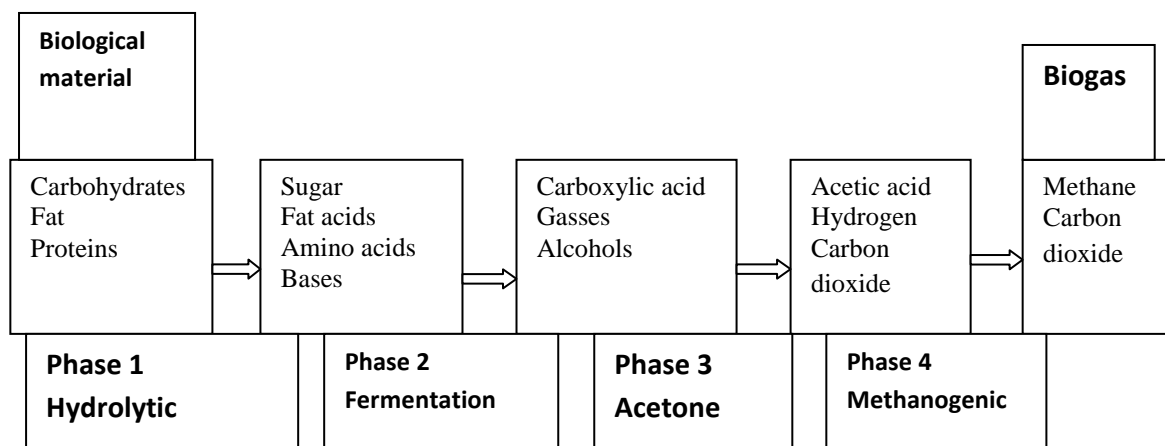 Biological
material
Biogas
Carbohydrates
Fat
Proteins
Sugar
Fat acids
Amino acids
Bases
Carboxylic acid
Gasses
Alcohols
Acetic acid
Hydrogen
Carbon
dioxide
Methane
Carbon
dioxide
Phase 1
Hydrolytic
Phase 2
Fermentation
Phase 3
Acetone
Phase 4
Methanogenic